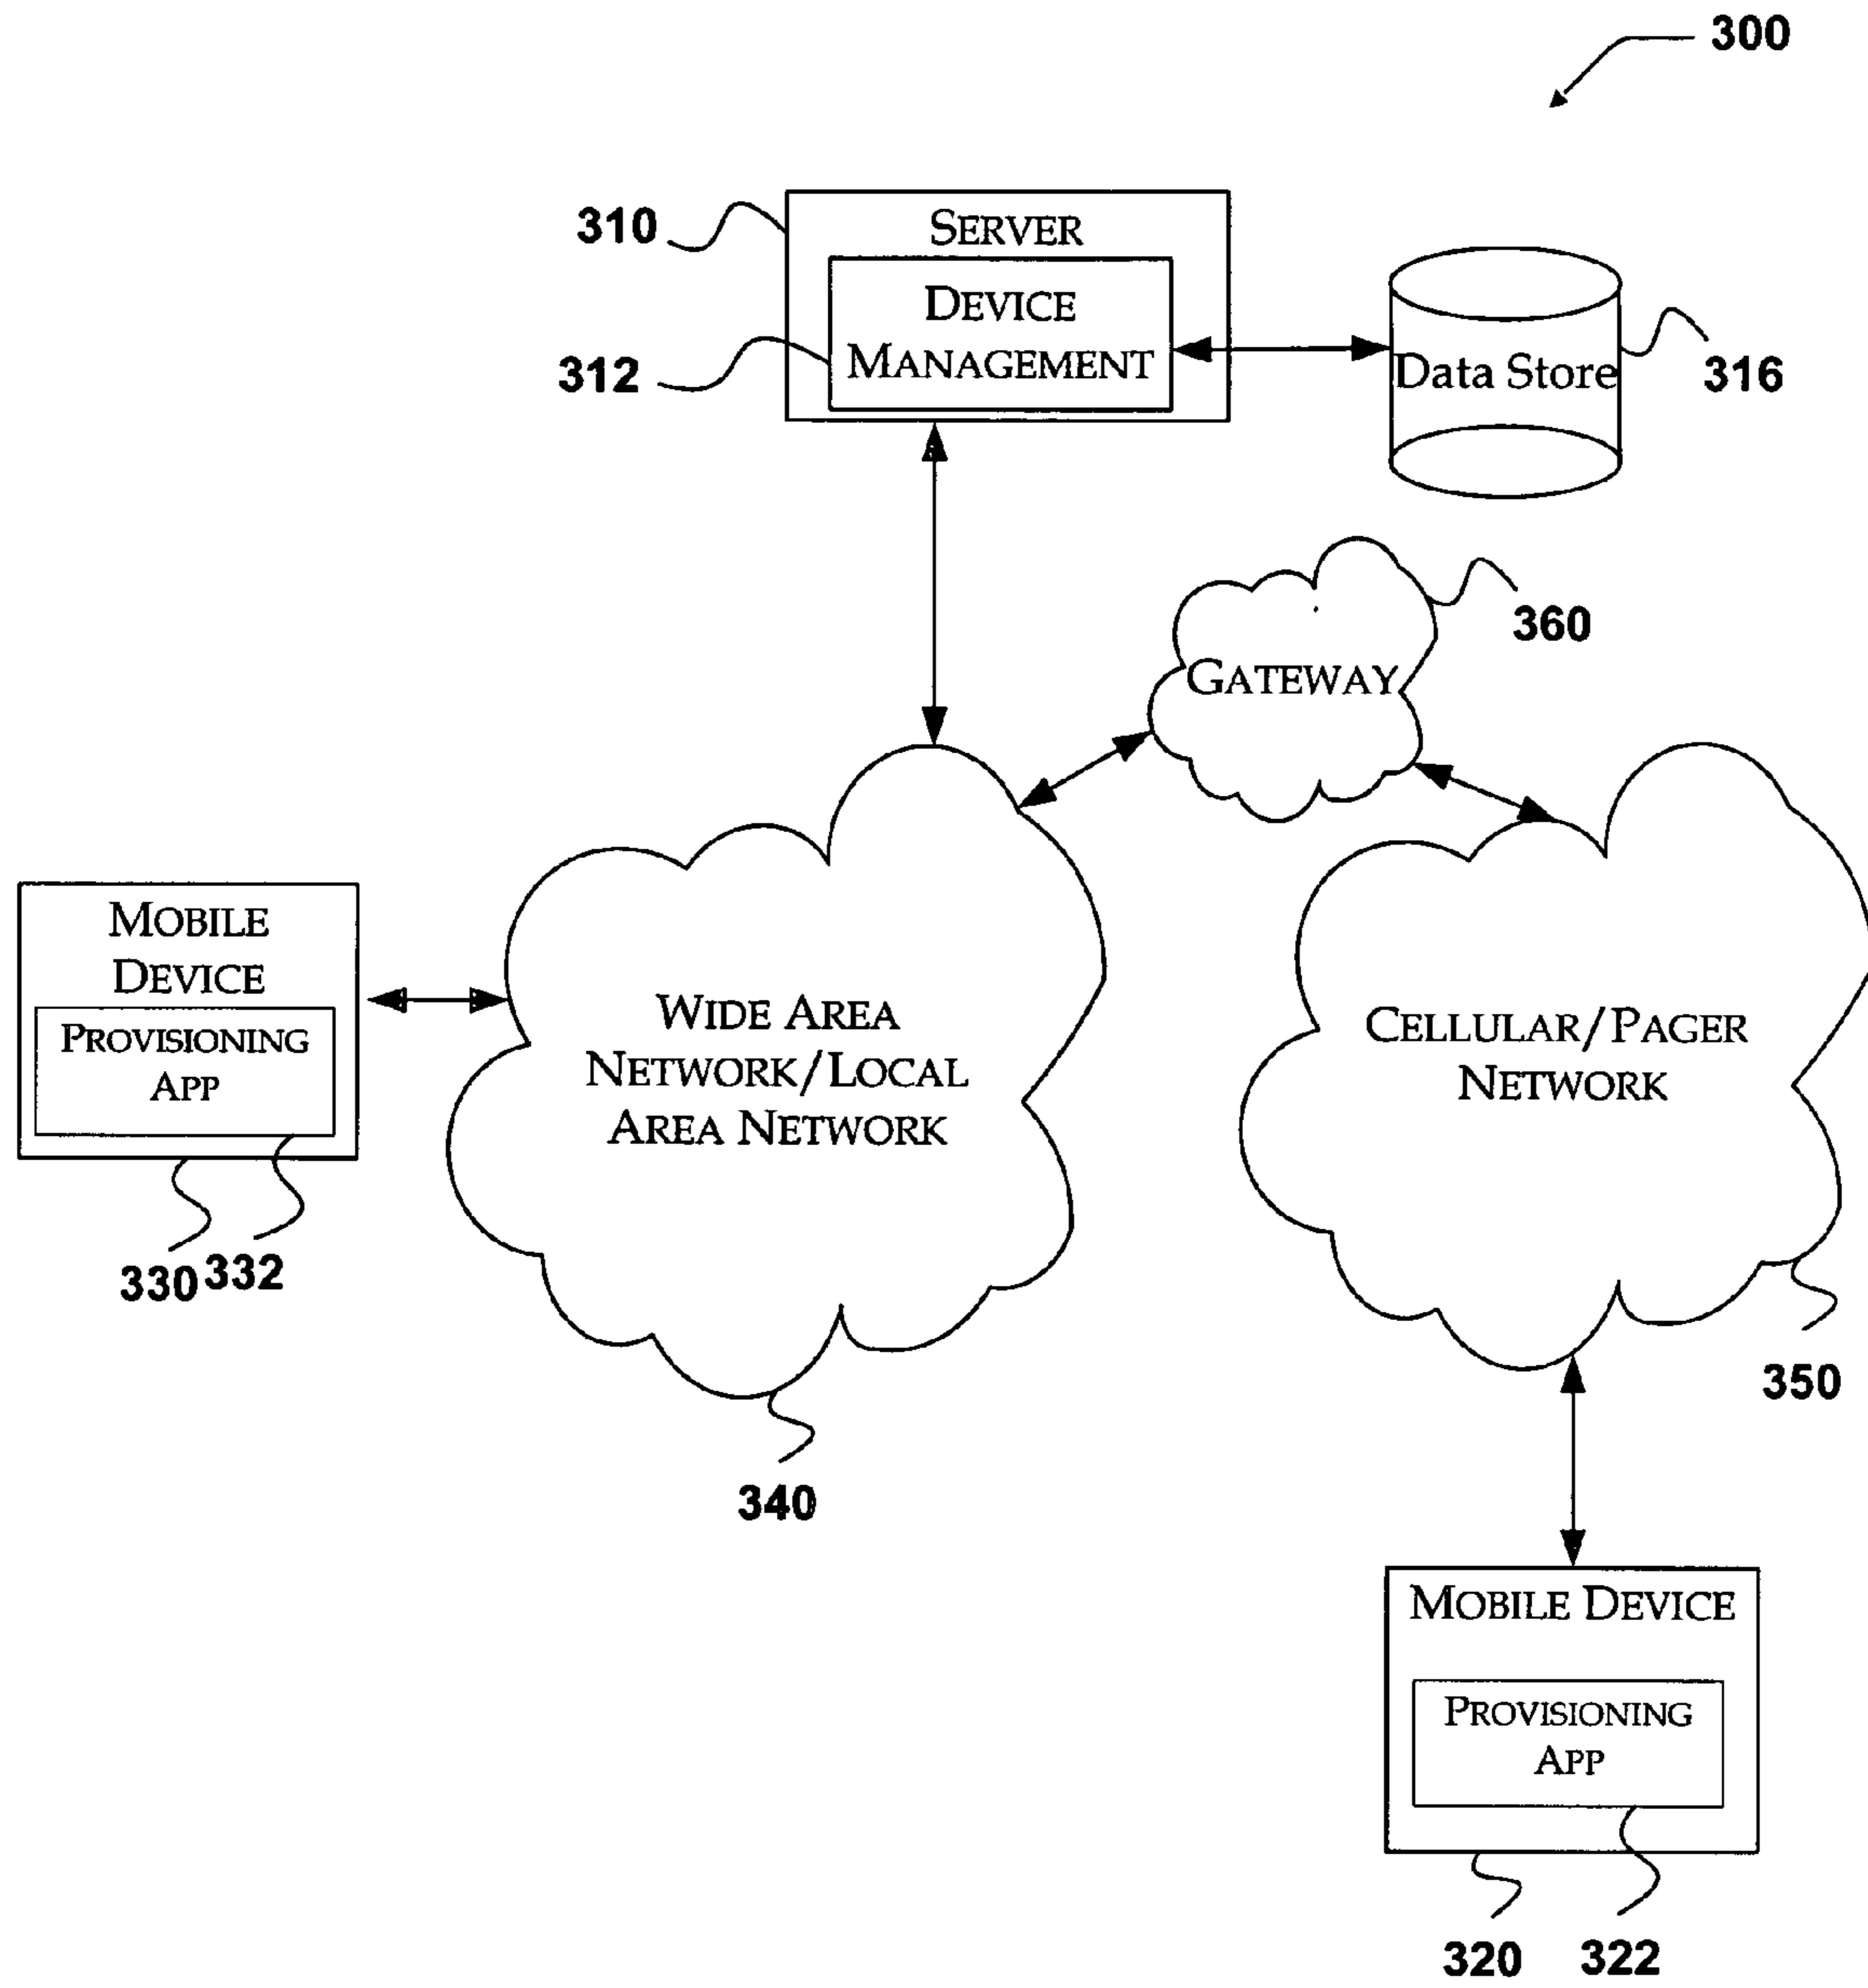 300
310
SERVER
DEVICE
MANAGEMENT
312
Data Store
316
360
GATEWAY
MOBILE
DEVICE
PROVISIONING
APP
330
332
WIDE AREA
NETWORK/LOCAL
AREA NETWORK
340
CELLULAR/PAGER
NETWORK
350
MOBILE DEVICE
PROVISIONING
APP
320
322